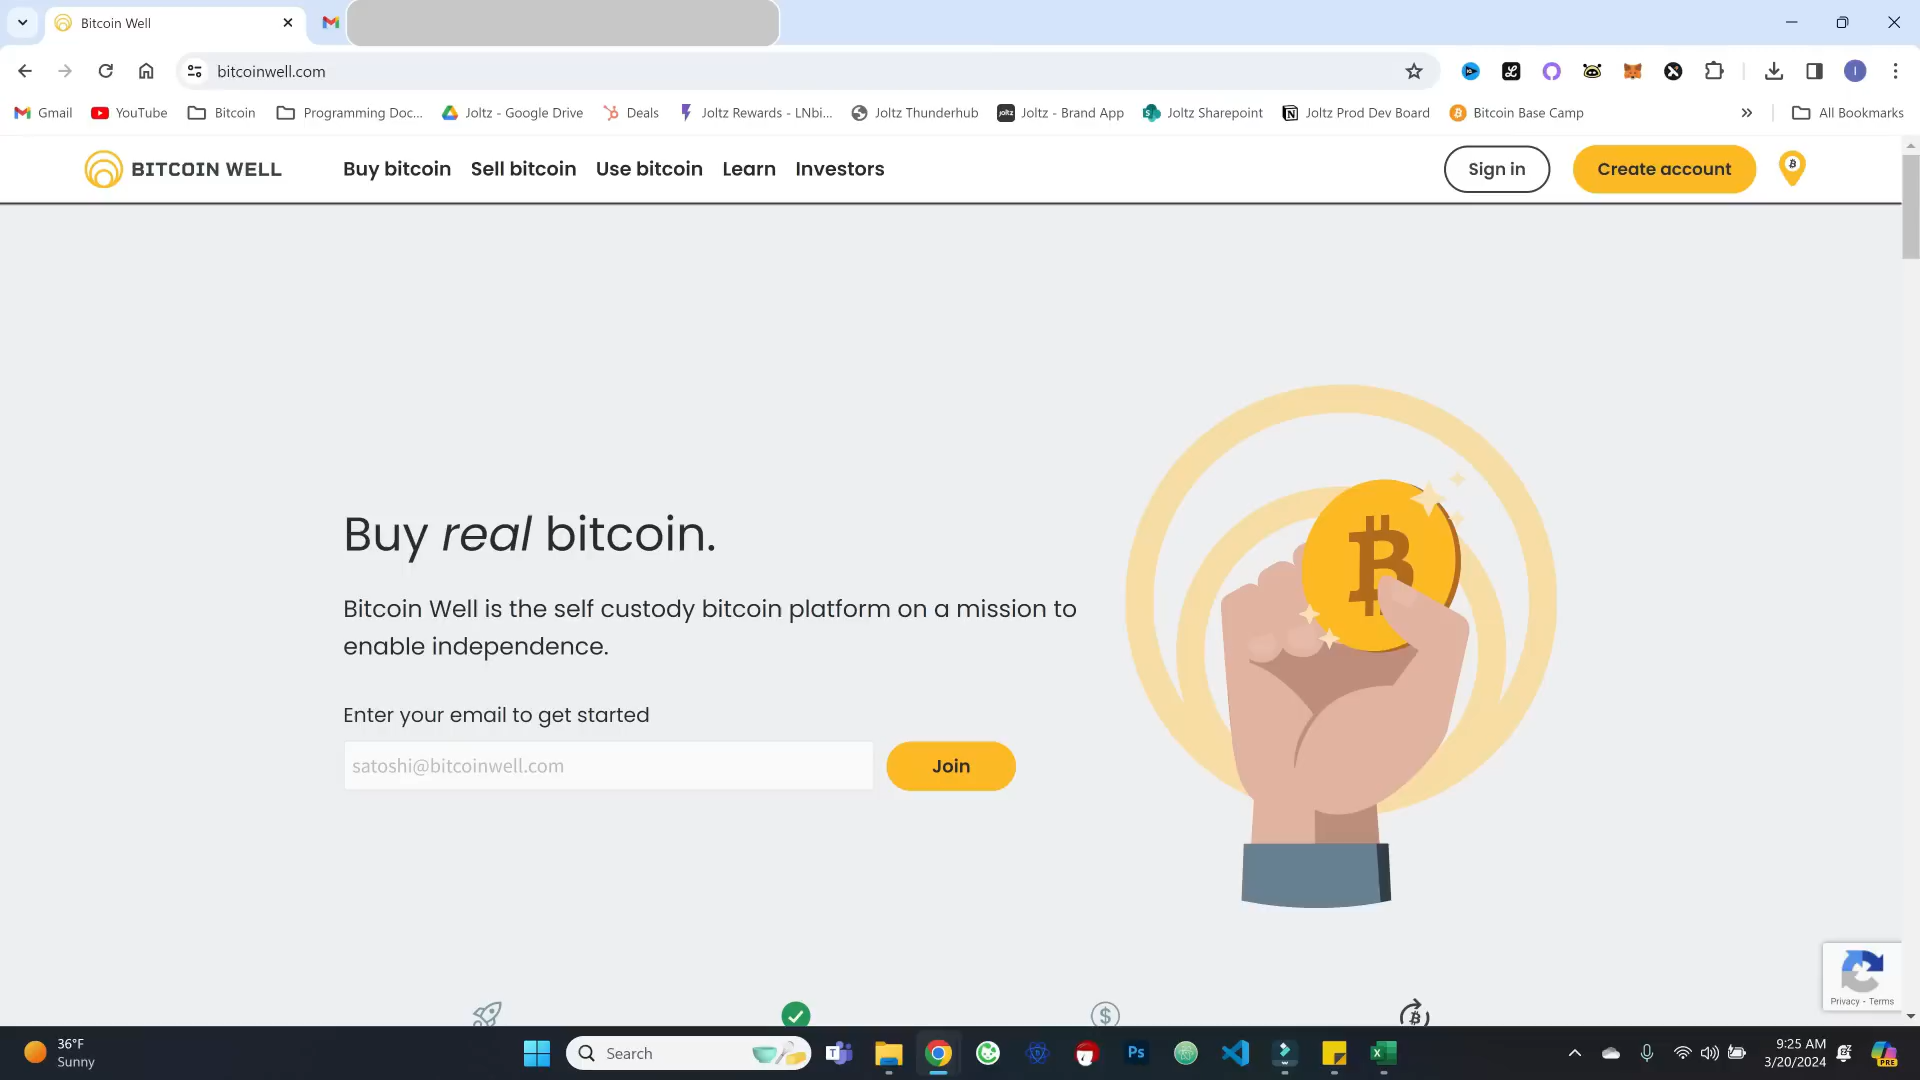 Bitcoin Well
bitcoinwell.com
Gmail
YouTube
Bitcoin
Programming Doc...
Joltz - Google Drive
Deals
Joltz Rewards - LNbi...
Joltz Thunderhub
Joltz - Brand App
Joltz Sharepoint
Joltz Prod Dev Board
Bitcoin Base Camp
All Bookmarks
BITCOIN WELL
Buy bitcoin
Sell bitcoin
Use bitcoin
Learn
Investors
Sign in
Create account
Buy real bitcoin.
Bitcoin Well is the self custody bitcoin platform on a mission to
enable independence.
Enter your email to get started
satoshi@bitcoinwell.com
Join
Privacy - Terms
36°F
Sunny
Search
9:25 AM
3/20/2024